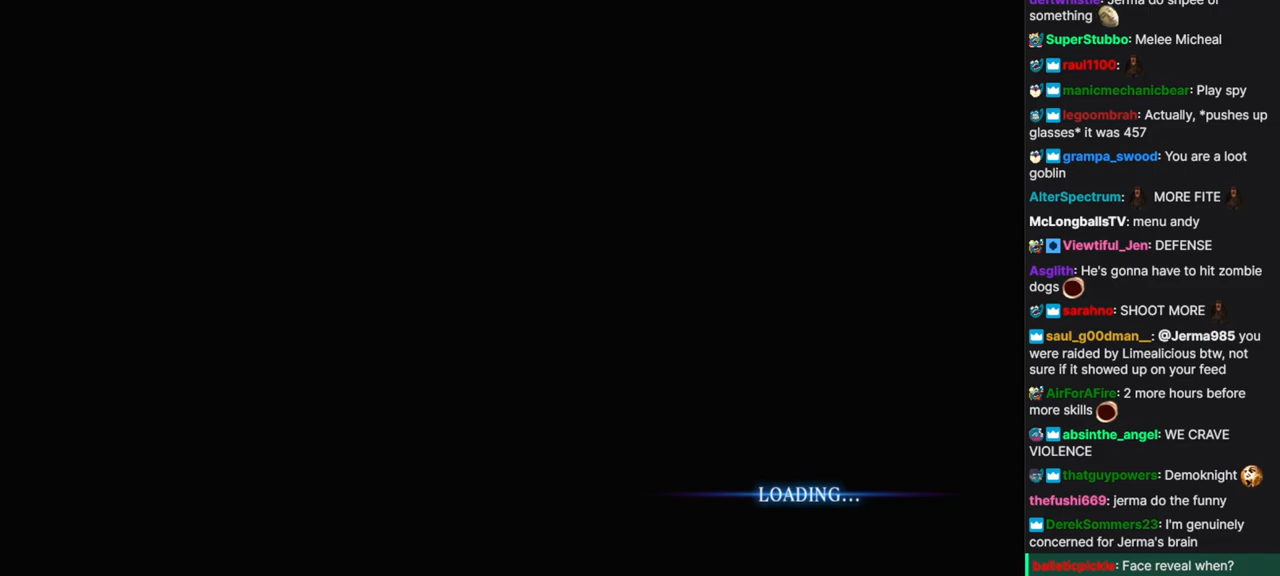 dertwhistle: Jerma do shpee or
something
SuperStubbo: Melee Micheal
raul1100:
manicmechanicbear: Play spy
legoombrah: Actually, *pushes up
glasses* it was 457
grampa_swood: You are a loot
goblin
AlterSpectrum: MORE FITE
McLongballsTV: menu andy
Viewtiful_Jen: DEFENSE
Asglith: He's gonna have to hit zombie
dogs
sarahno: SHOOT MORE
saul_g00dman__: @Jerma985 you
were raided by Limealicious btw, not
sure if it showed up on your feed
AirForAFire: 2 more hours before
more skills
absinthe_angel: WE CRAVE
VIOLENCE
thatguypowers: Demoknight
thefushi669: jerma do the funny
DerekSommers23: I'm genuinely
concerned for Jerma's brain
ballsticpickle: Face reveal when?
LOADING...